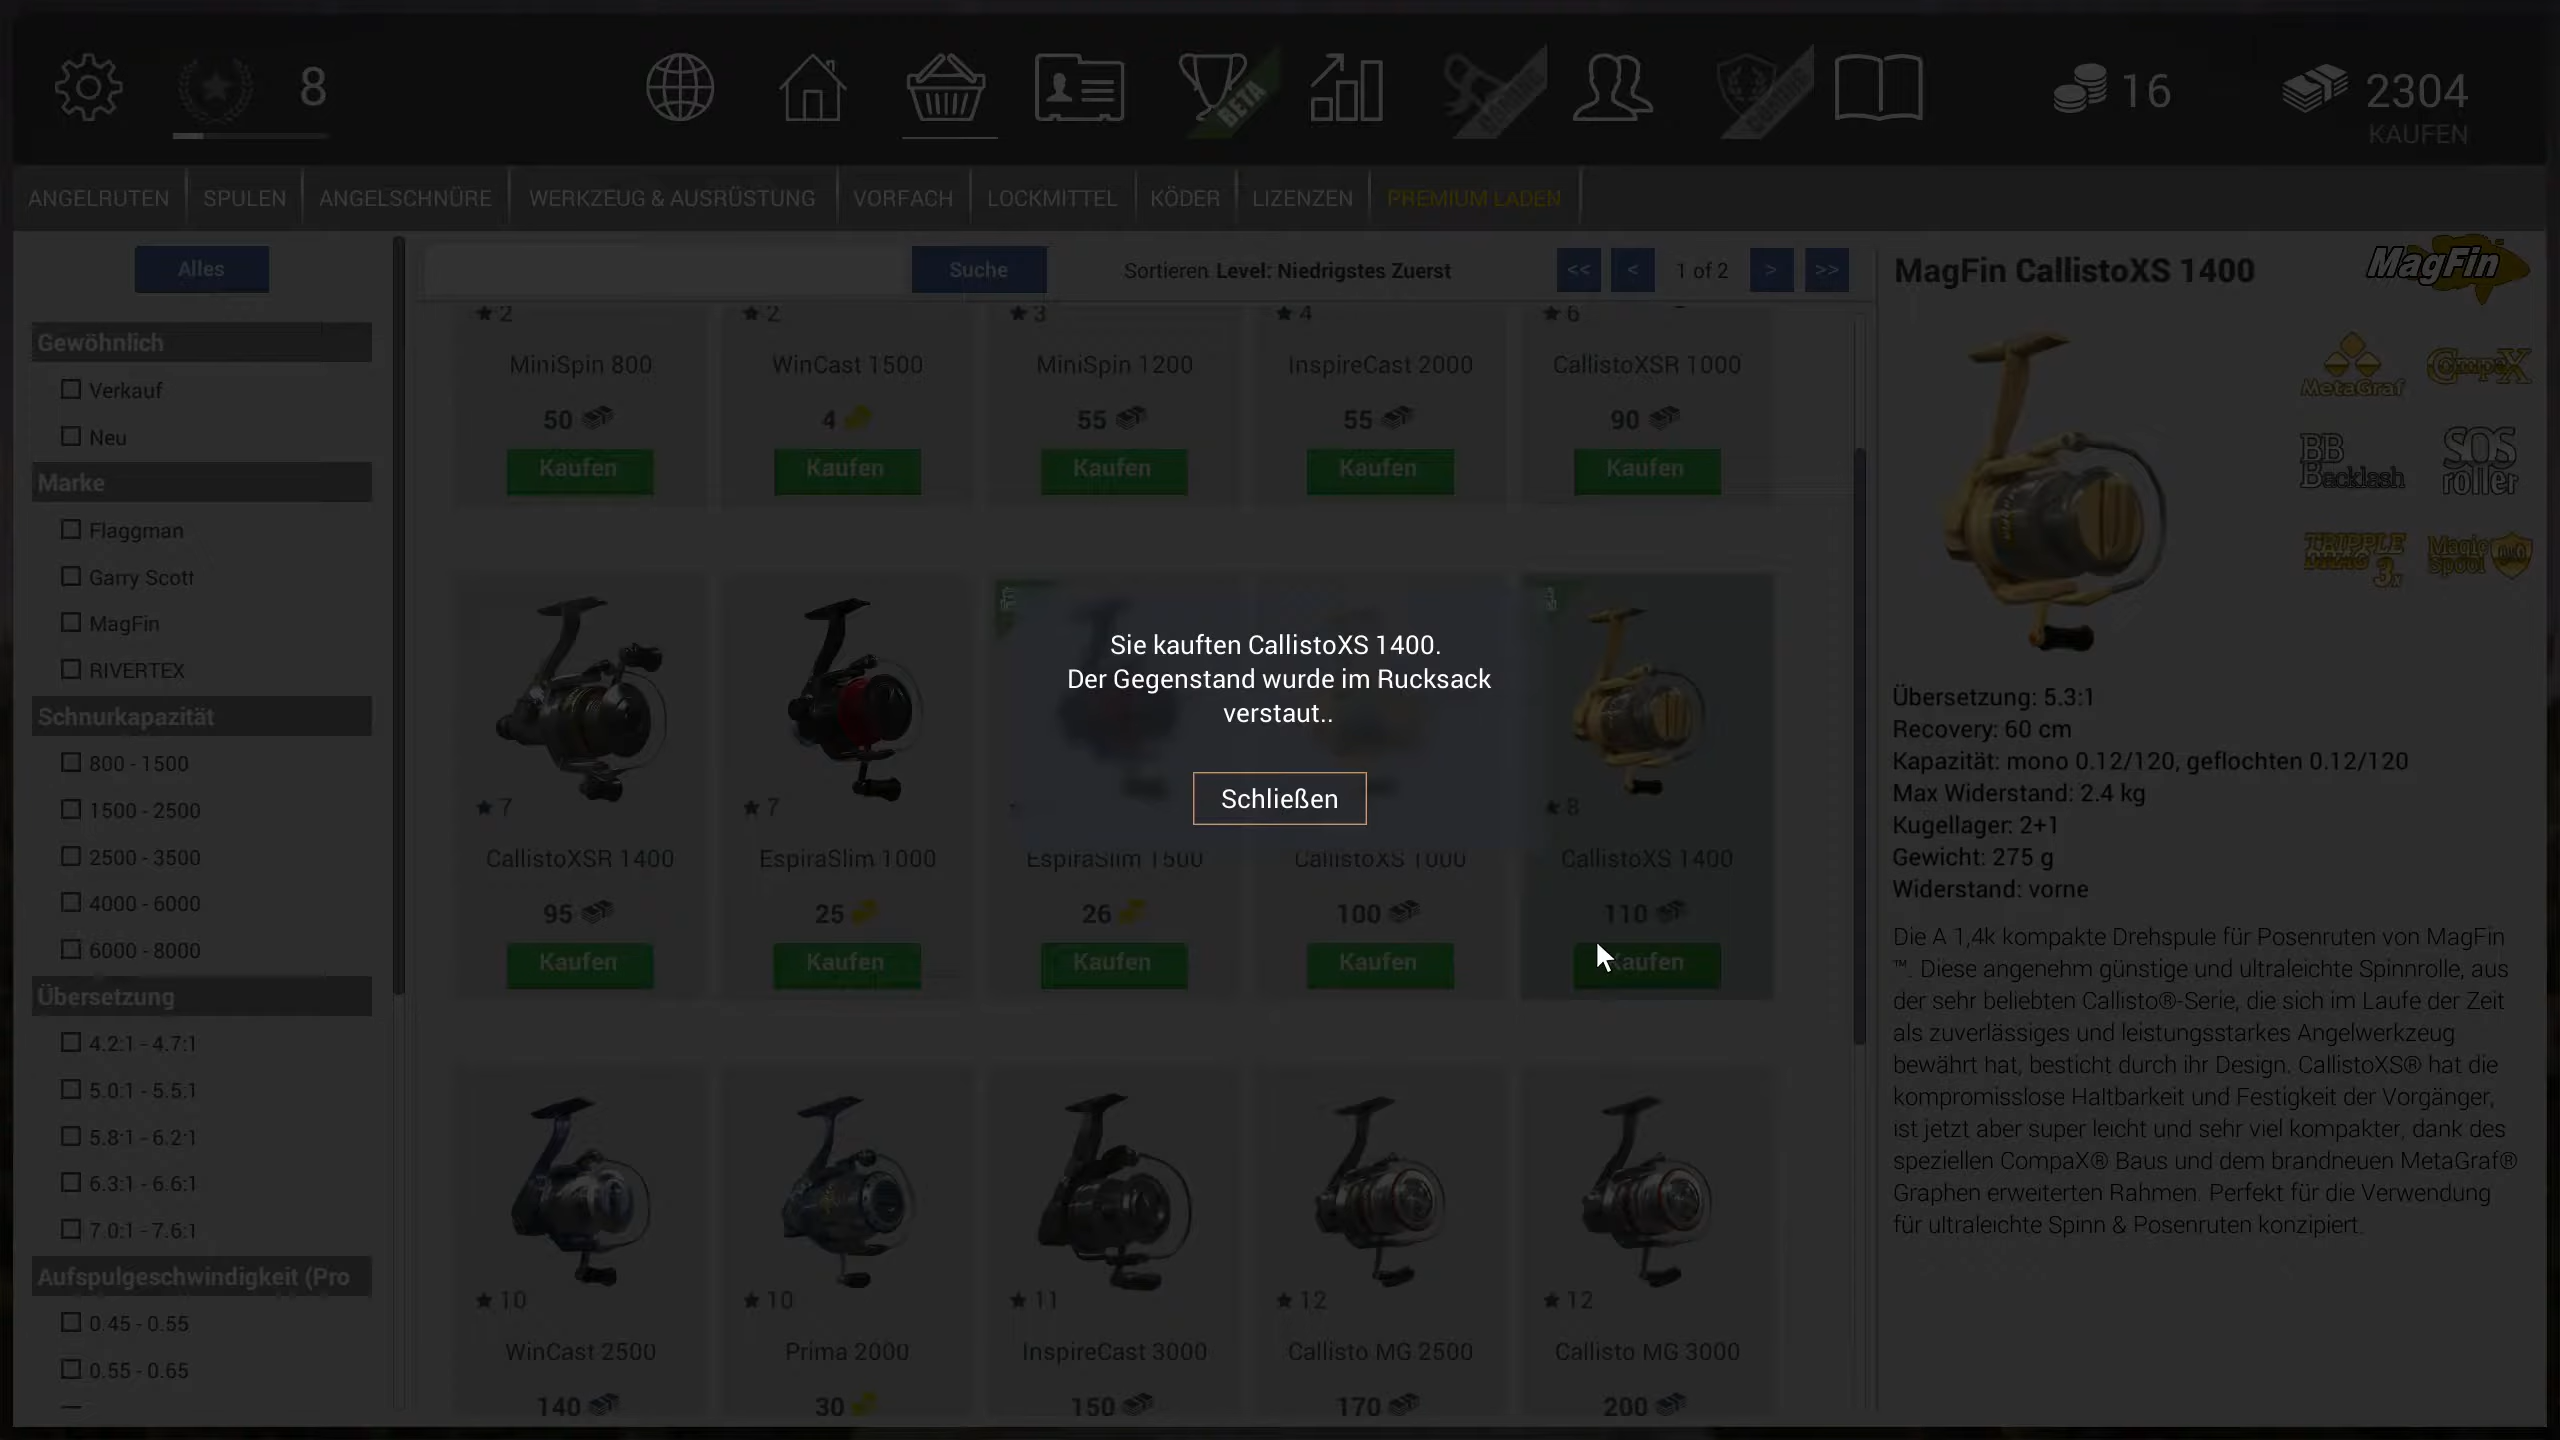 8
BETA
COMING
COMING
16
2304
KAUFEN
ANGELRUTEN
SPULEN
ANGELSCHNÜRE
WERKZEUG & AUSRÜSTUNG
VORFACH
LOCKMITTEL
KÖDER
LIZENZEN
PREMIUM LADEN
Alles
Gewöhnlich
Verkauf
Neu
Marke
Flaggman
Garry Scott
MagFin
RIVERTEX
Schnurkapazität
800 - 1500
1500 - 2500
2500 - 3500
4000 - 6000
6000 - 8000
Übersetzung
4.2:1 - 4.7:1
5.0:1 - 5.5:1
5.8:1 - 6.2:1
6.3:1 - 6.6:1
7.0:1 - 7.6:1
Aufspulgeschwindigkeit (Pro
0.45 - 0.55
0.55 - 0.65
Suche
Sortieren Level: Niedrigstes Zuerst
<< < 1 of 2 > >>
2 2 3 4 6
MiniSpin 800
WinCast 1500
MiniSpin 1200
InspireCast 2000
CallistoXSR 1000
50 4 55 55 90
Kaufen Kaufen Kaufen Kaufen Kaufen
Sie kauften CallistoXS 1400.
Der Gegenstand wurde im Rucksack
verstaut..
Schließen
7 7 8
CallistoXSR 1400
EspiraSlim 1000
EspiraSlim 1500
CallistoXS 1000
CallistoXS 1400
95 25 26 100 110
Kaufen Kaufen Kaufen Kaufen Kaufen
10 10 11 12 12
WinCast 2500
Prima 2000
InspireCast 3000
Callisto MG 2500
Callisto MG 3000
140 30 150 170 200
MagFin CallistoXS 1400
MagFin
MetaGraf
CompaX
BB
Backlash
SOS
roller
TRIPPLE
DRAG
3x
Magic
Spool
Übersetzung: 5.3:1
Recovery: 60 cm
Kapazität: mono 0.12/120, geflochten 0.12/120
Max Widerstand: 2.4 kg
Kugellager: 2+1
Gewicht: 275 g
Widerstand: vorne
Die A 1,4k kompakte Drehspule für Posenruten von MagFin
™. Diese angenehm günstige und ultraleichte Spinnrolle, aus
der sehr beliebten Callisto®-Serie, die sich im Laufe der Zeit
als zuverlässiges und leistungsstarkes Angelwerkzeug
bewährt hat, besticht durch ihr Design. CallistoXS® hat die
kompromisslose Haltbarkeit und Festigkeit der Vorgänger,
ist jetzt aber super leicht und sehr viel kompakter, dank des
speziellen CompaX® Baus und dem brandneuen MetaGraf®
Graphen erweiterten Rahmen. Perfekt für die Verwendung
für ultraleichte Spinn & Posenruten konzipiert.